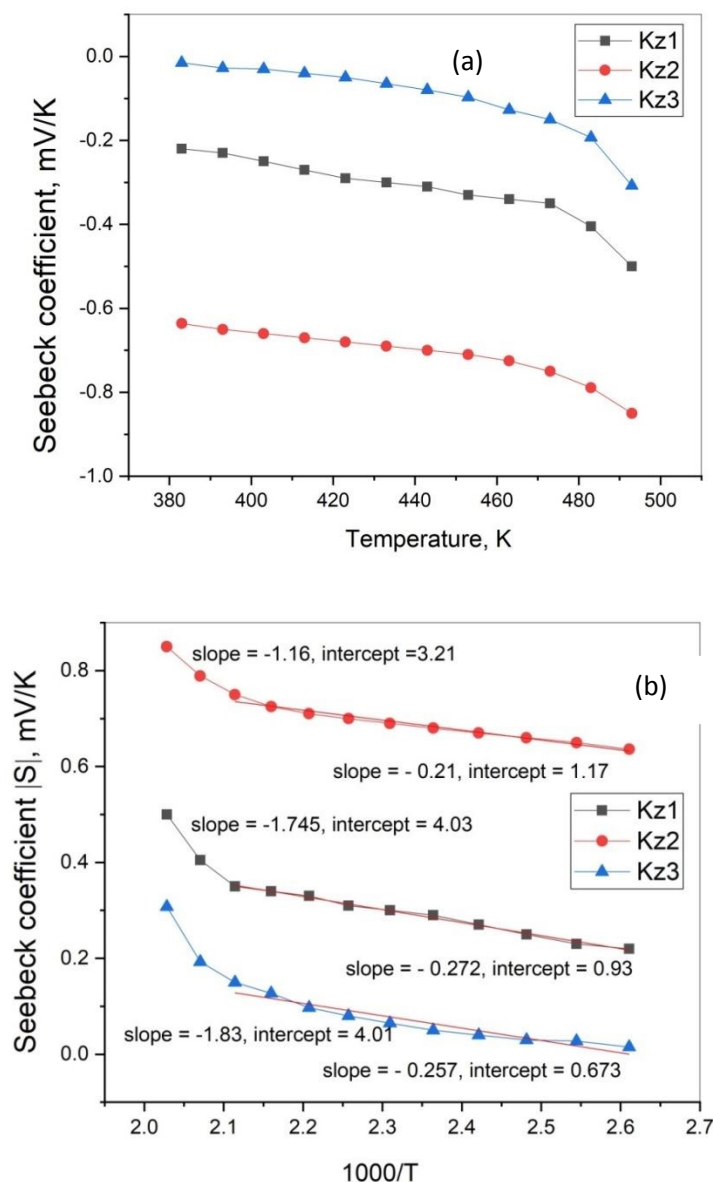 (a)
Kz1
Kz2
Kz3
0.0
-0.2
-0.4
-0.6
-0.8
-1.0
Seebeck coefficient, mV/K
380 400 420 440 460 480 500
Temperature, K
(b)
slope = -1.16, intercept =3.21
slope = - 0.21, intercept = 1.17
slope = -1.745, intercept = 4.03
Kz1
Kz2
Kz3
slope = - 0.272, intercept = 0.93
slope = -1.83, intercept = 4.01
slope = - 0.257, intercept = 0.673
0.8
0.6
0.4
0.2
0.0
Seebeck coefficient |S|, mV/K
2.0 2.1 2.2 2.3 2.4 2.5 2.6 2.7
1000/T